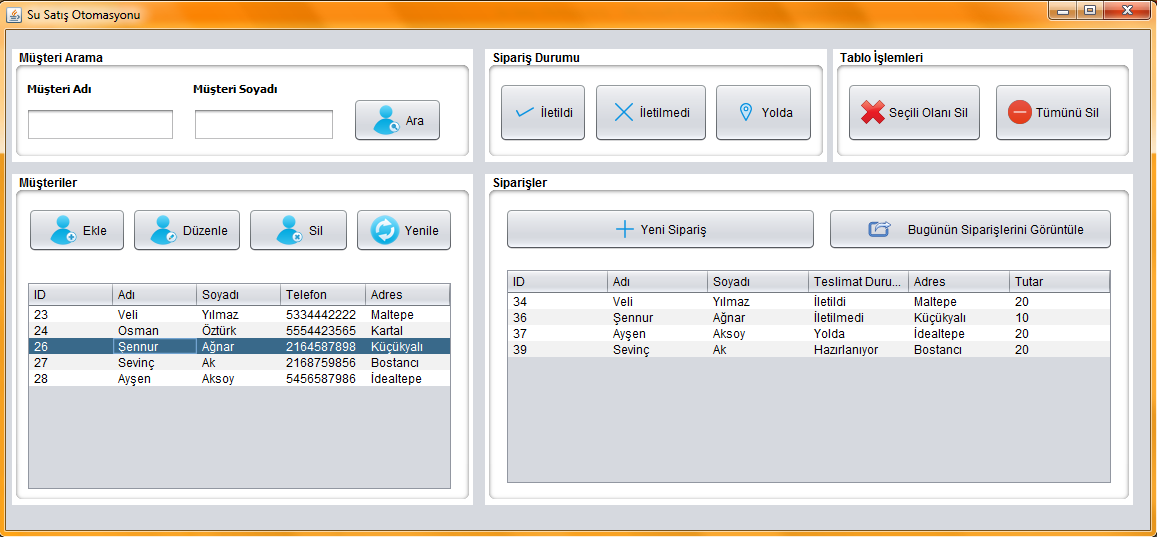 Su Satış Otomasyonu
Müşteri Arama
Müşteri Adı Müşteri Soyadı
Ara
Sipariş Durumu
İletildi İletilmedi Yolda
Tablo İşlemleri
Seçili Olanı Sil Tümünü Sil
Müşteriler
Ekle Düzenle Sil Yenile
ID Adı Soyadı Telefon Adres
23 Veli Yılmaz 5334442222 Maltepe
24 Osman Öztürk 5554423565 Kartal
26 Şennur Ağnar 2164587898 Küçükyalı
27 Sevinç Ak 2168759856 Bostancı
28 Ayşen Aksoy 5456587986 İdealtepe
Siparişler
Yeni Sipariş Bugünün Siparişlerini Görüntüle
ID Adı Soyadı Teslimat Duru... Adres Tutar
34 Veli Yılmaz İletildi Maltepe 20
36 Şennur Ağnar İletilmedi Küçükyalı 10
37 Ayşen Aksoy Yolda İdealtepe 20
39 Sevinç Ak Hazırlanıyor Bostancı 20